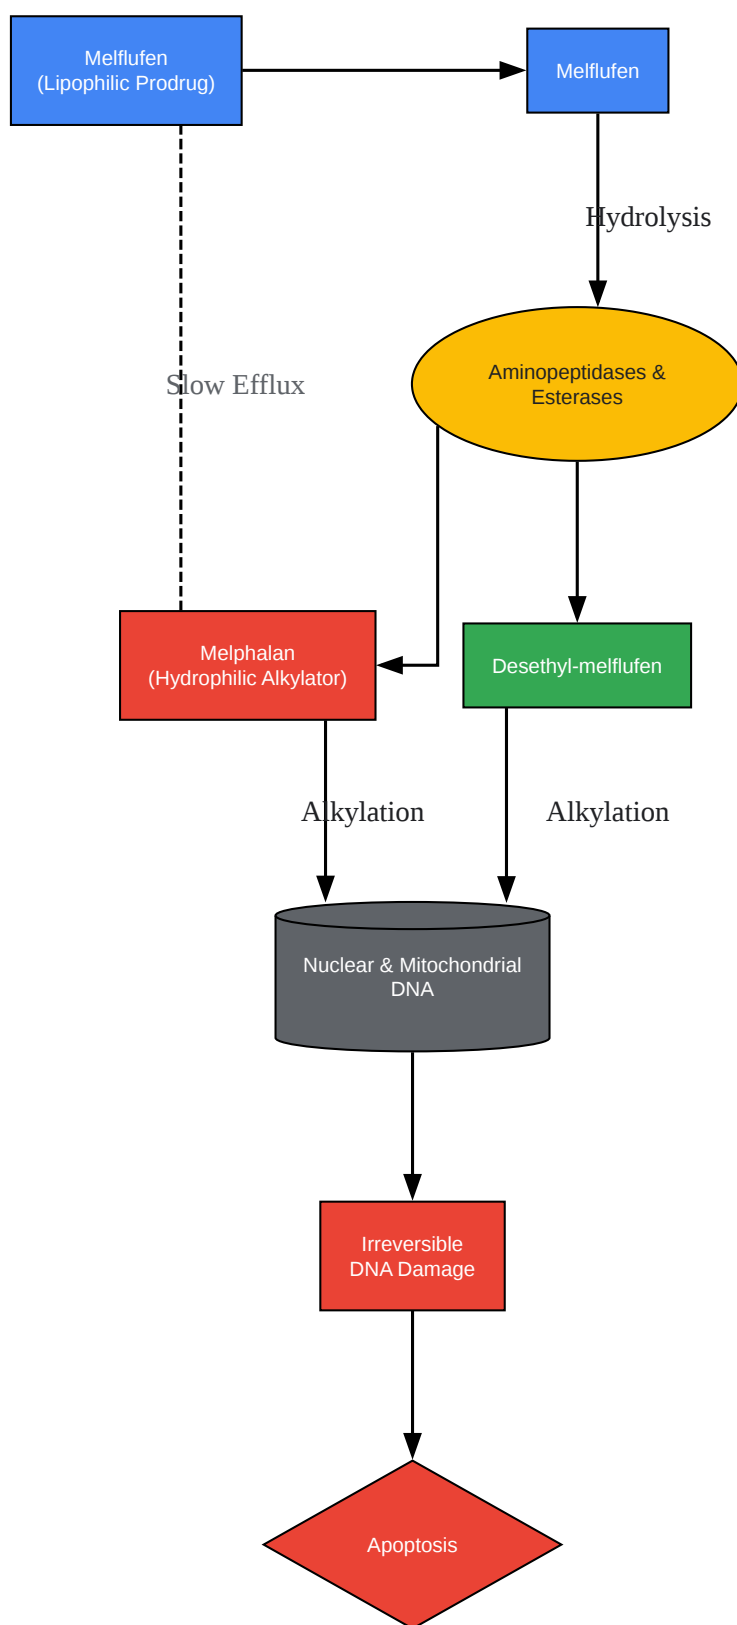 Melflufen
(Lipophilic Prodrug)
Melflufen
Hydrolysis
Aminopeptidases &
Esterases
Slow Efflux
Melphalan
(Hydrophilic Alkylator)
Desethyl-melflufen
Alkylation
Alkylation
Nuclear & Mitochondrial
DNA
Irreversible
DNA Damage
Apoptosis